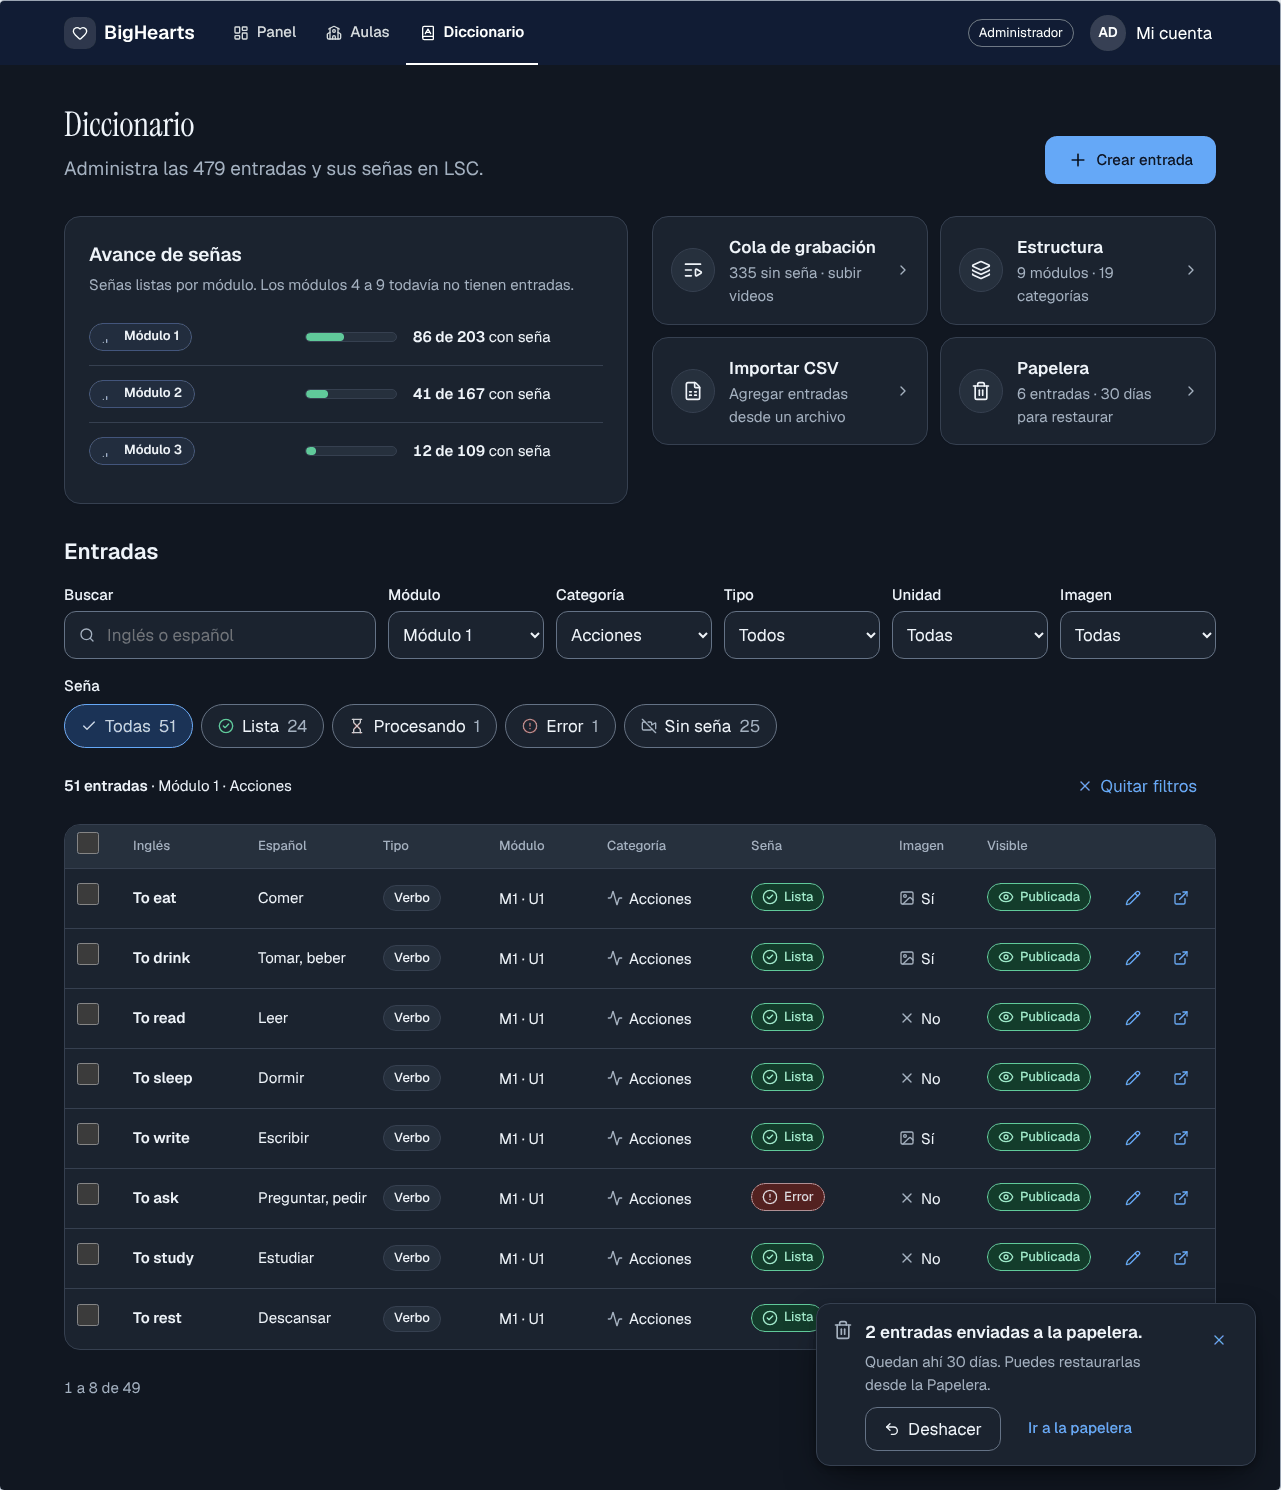 BigHearts
Panel
Aulas
Diccionario
Administrador
AD
Mi cuenta
Diccionario
Administra las 479 entradas y sus señas en LSC.
Crear entrada
Avance de señas
Señas listas por módulo. Los módulos 4 a 9 todavía no tienen entradas.
Módulo 1
86 de 203 con seña
Módulo 2
41 de 167 con seña
Módulo 3
12 de 109 con seña
Cola de grabación
335 sin seña · subir
videos
Estructura
9 módulos · 19
categorías
Importar CSV
Agregar entradas
desde un archivo
Papelera
6 entradas · 30 días
para restaurar
Entradas
Buscar
Módulo
Categoría
Tipo
Unidad
Imagen
Inglés o español
Módulo 1
Acciones
Todos
Todas
Todas
Seña
Todas 51
Lista 24
Procesando 1
Error 1
Sin seña 25
51 entradas · Módulo 1 · Acciones
Quitar filtros
Inglés Español Tipo Módulo Categoría Seña Imagen Visible
To eat Comer Verbo M1 · U1 Acciones Lista Sí Publicada
To drink Tomar, beber Verbo M1 · U1 Acciones Lista Sí Publicada
To read Leer Verbo M1 · U1 Acciones Lista No Publicada
To sleep Dormir Verbo M1 · U1 Acciones Lista No Publicada
To write Escribir Verbo M1 · U1 Acciones Lista Sí Publicada
To ask Preguntar, pedir Verbo M1 · U1 Acciones Error No Publicada
To study Estudiar Verbo M1 · U1 Acciones Lista No Publicada
To rest Descansar Verbo M1 · U1 Acciones Lista
1 a 8 de 49
2 entradas enviadas a la papelera.
Quedan ahí 30 días. Puedes restaurarlas
desde la Papelera.
Deshacer
Ir a la papelera